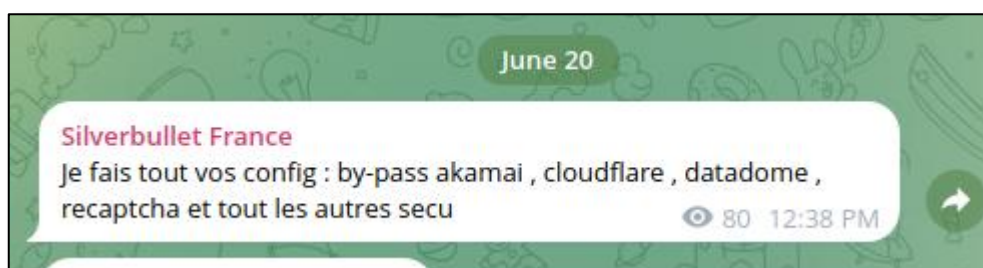 June 20
Silverbullet France
Je fais tout vos config : by-pass akamai , cloudflare , datadome ,
recaptcha et tout les autres secu
80 12:38 PM